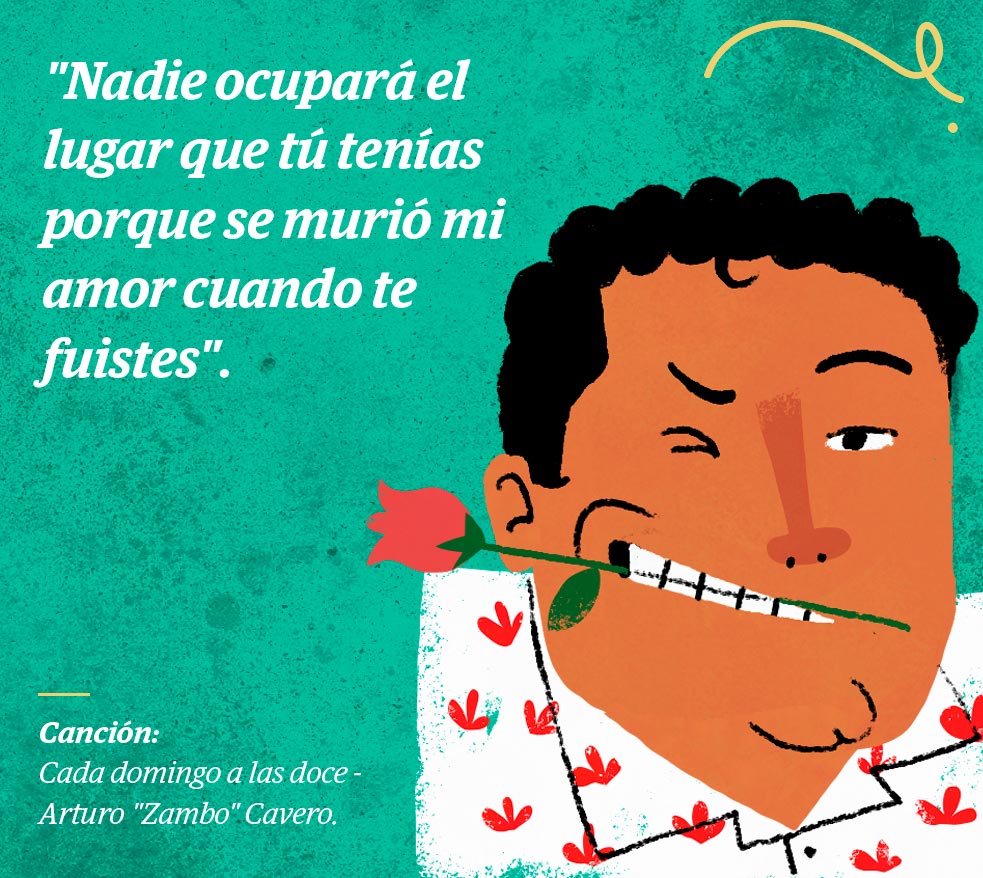 "Nadie ocupará el
lugar que tú tenías
porque se murió mi
amor cuando te
fuistes".
Canción:
Cada domingo a las doce -
Arturo "Zambo" Cavero.